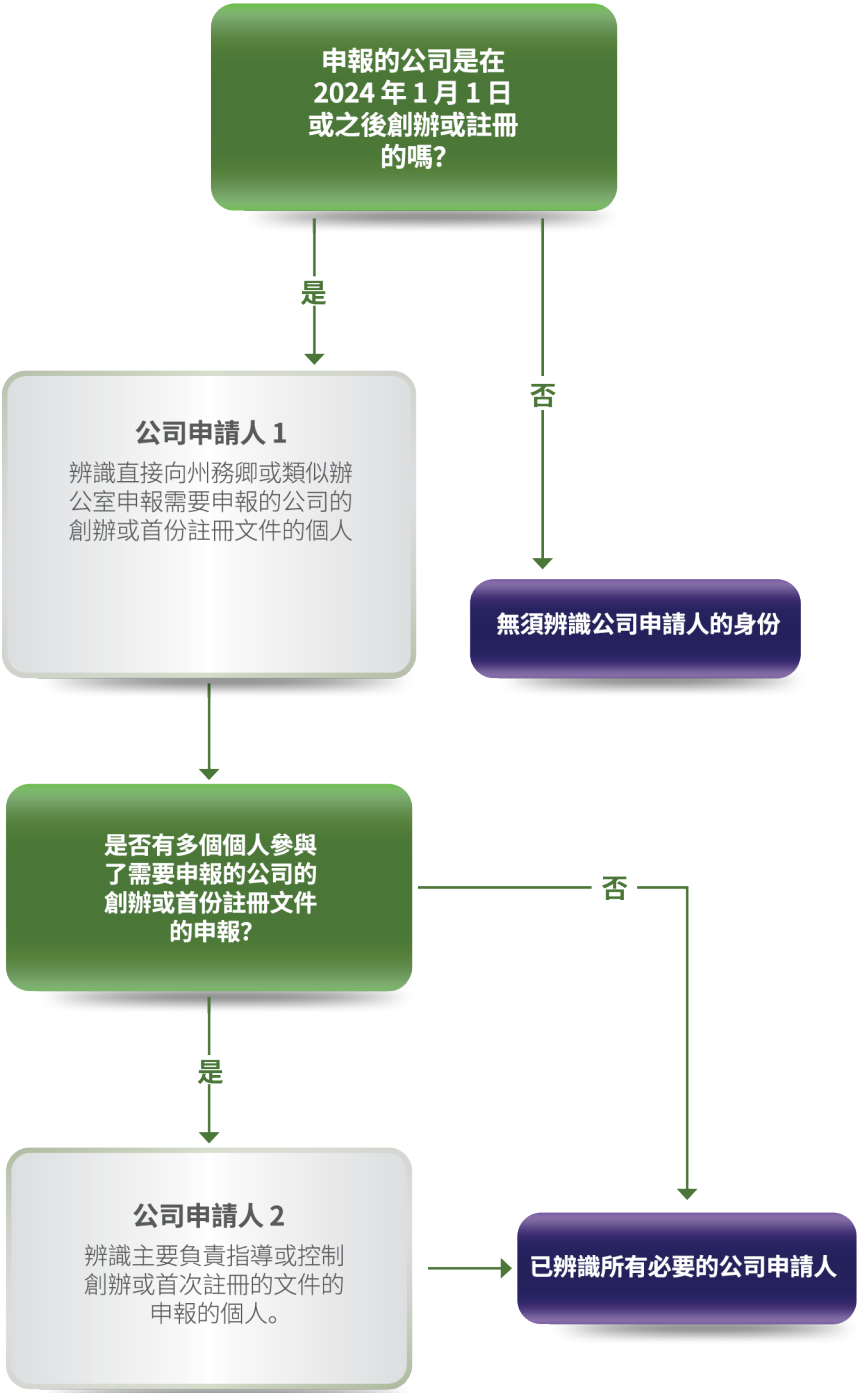 申報的公司是在
2024 年 1 月 1 日
或之後創辦或註冊
的嗎?
是
否
公司申請人 1
辨識直接向州務卿或類似辦
公室申報需要申報的公司的
創辦或首份註冊文件的個人
無須辨識公司申請人的身份
是否有多個個人參與
了需要申報的公司的
創辦或首份註冊文件
的申報?
否
是
公司申請人 2
辨識主要負責指導或控制
創辦或首次註冊的文件的
申報的個人。
已辨識所有必要的公司申請人